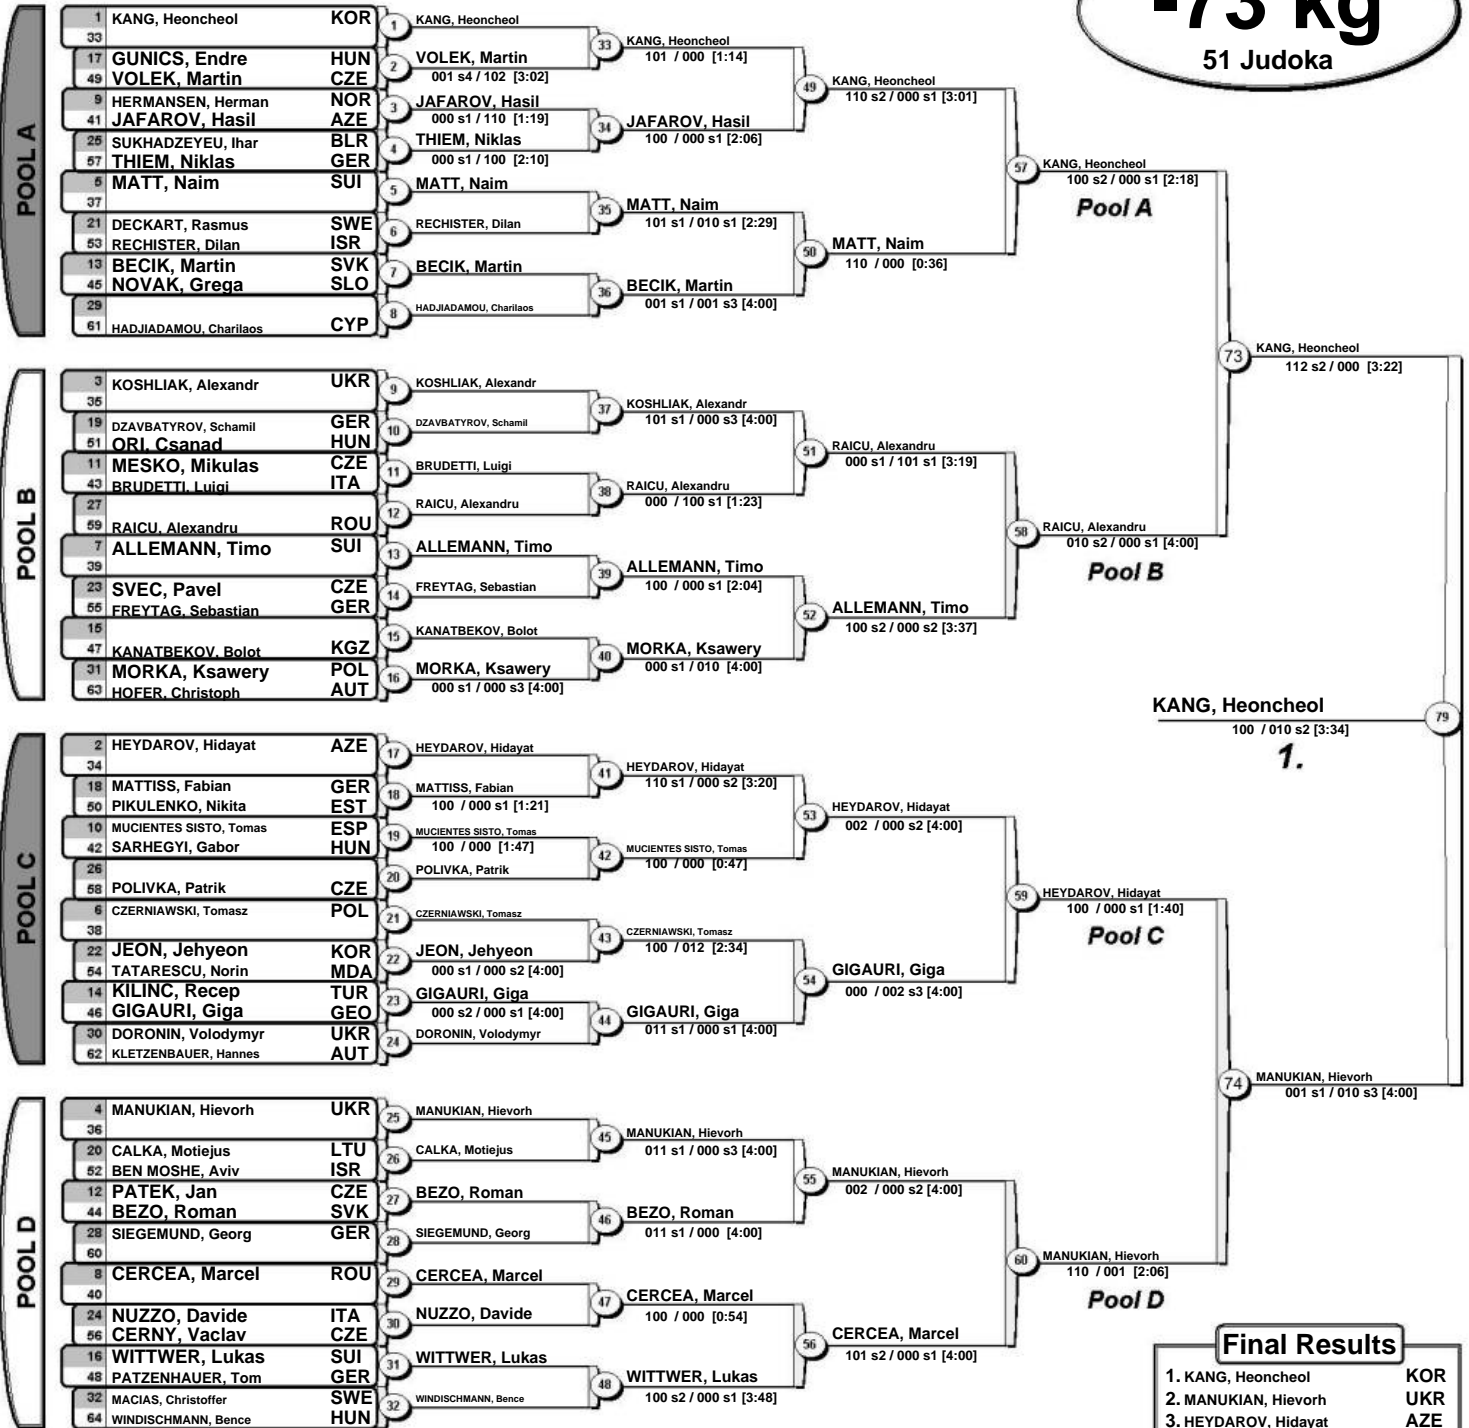 -73 kg
51 Judoka
POOL A
1 KANG, Heoncheol KOR
33
17 GUNICS, Endre HUN
49 VOLEK, Martin CZE
9 HERMANSEN, Herman NOR
41 JAFAROV, Hasil AZE
25 SUKHADZEYEU, Ihar BLR
57 THIEM, Niklas GER
5 MATT, Naim SUI
37
21 DECKART, Rasmus SWE
53 RECHISTER, Dilan ISR
13 BECIK, Martin SVK
45 NOVAK, Grega SLO
29
61 HADJIADAMOU, Charilaos CYP
1 KANG, Heoncheol
2 VOLEK, Martin
001 s4 / 102 [3:02]
3 JAFAROV, Hasil
000 s1 / 110 [1:19]
4 THIEM, Niklas
000 s1 / 100 [2:10]
5 MATT, Naim
6 RECHISTER, Dilan
7 BECIK, Martin
8 HADJIADAMOU, Charilaos
33 KANG, Heoncheol
101 / 000 [1:14]
34 JAFAROV, Hasil
100 / 000 s1 [2:06]
35 MATT, Naim
101 s1 / 010 s1 [2:29]
36 BECIK, Martin
001 s1 / 001 s3 [4:00]
49 KANG, Heoncheol
110 s2 / 000 s1 [3:01]
50 MATT, Naim
110 / 000 [0:36]
57 KANG, Heoncheol
100 s2 / 000 s1 [2:18]
Pool A
POOL B
3 KOSHLIAK, Alexandr UKR
35
19 DZAVBATYROV, Schamil GER
51 ORI, Csanad HUN
11 MESKO, Mikulas CZE
43 BRUDETTI, Luigi ITA
27
59 RAICU, Alexandru ROU
7 ALLEMANN, Timo SUI
39
23 SVEC, Pavel CZE
55 FREYTAG, Sebastian GER
15
47 KANATBEKOV, Bolot KGZ
31 MORKA, Ksawery POL
63 HOFER, Christoph AUT
9 KOSHLIAK, Alexandr
10 DZAVBATYROV, Schamil
11 BRUDETTI, Luigi
12 RAICU, Alexandru
13 ALLEMANN, Timo
14 FREYTAG, Sebastian
15 KANATBEKOV, Bolot
16 MORKA, Ksawery
000 s1 / 000 s3 [4:00]
37 KOSHLIAK, Alexandr
101 s1 / 000 s3 [4:00]
38 RAICU, Alexandru
000 / 100 s1 [1:23]
39 ALLEMANN, Timo
100 / 000 s1 [2:04]
40 MORKA, Ksawery
000 s1 / 010 [4:00]
51 RAICU, Alexandru
000 s1 / 101 s1 [3:19]
52 ALLEMANN, Timo
100 s2 / 000 s2 [3:37]
58 RAICU, Alexandru
010 s2 / 000 s1 [4:00]
Pool B
73 KANG, Heoncheol
112 s2 / 000 [3:22]
KANG, Heoncheol 79
100 / 010 s2 [3:34]
1.
POOL C
2 HEYDAROV, Hidayat AZE
34
18 MATTISS, Fabian GER
50 PIKULENKO, Nikita EST
10 MUCIENTES SISTO, Tomas ESP
42 SARHEGYI, Gabor HUN
26
58 POLIVKA, Patrik CZE
6 CZERNIAWSKI, Tomasz POL
38
22 JEON, Jehyeon KOR
54 TATARESCU, Norin MDA
14 KILINC, Recep TUR
46 GIGAURI, Giga GEO
30 DORONIN, Volodymyr UKR
62 KLETZENBAUER, Hannes AUT
17 HEYDAROV, Hidayat
18 MATTISS, Fabian
100 / 000 s1 [1:21]
19 MUCIENTES SISTO, Tomas
100 / 000 [1:47]
20 POLIVKA, Patrik
21 CZERNIAWSKI, Tomasz
22 JEON, Jehyeon
000 s1 / 000 s2 [4:00]
23 GIGAURI, Giga
000 s2 / 000 s1 [4:00]
24 DORONIN, Volodymyr
41 HEYDAROV, Hidayat
110 s1 / 000 s2 [3:20]
42 MUCIENTES SISTO, Tomas
100 / 000 [0:47]
43 CZERNIAWSKI, Tomasz
100 / 012 [2:34]
44 GIGAURI, Giga
011 s1 / 000 s1 [4:00]
53 HEYDAROV, Hidayat
002 / 000 s2 [4:00]
54 GIGAURI, Giga
000 / 002 s3 [4:00]
59 HEYDAROV, Hidayat
100 / 000 s1 [1:40]
Pool C
POOL D
4 MANUKIAN, Hievorh UKR
36
20 CALKA, Motiejus LTU
52 BEN MOSHE, Aviv ISR
12 PATEK, Jan CZE
44 BEZO, Roman SVK
28 SIEGEMUND, Georg GER
60
8 CERCEA, Marcel ROU
40
24 NUZZO, Davide ITA
56 CERNY, Vaclav CZE
16 WITTWER, Lukas SUI
48 PATZENHAUER, Tom GER
32 MACIAS, Christoffer SWE
64 WINDISCHMANN, Bence HUN
25 MANUKIAN, Hievorh
26 CALKA, Motiejus
27 BEZO, Roman
28 SIEGEMUND, Georg
29 CERCEA, Marcel
30 NUZZO, Davide
31 WITTWER, Lukas
32 WINDISCHMANN, Bence
45 MANUKIAN, Hievorh
011 s1 / 000 s3 [4:00]
46 BEZO, Roman
011 s1 / 000 [4:00]
47 CERCEA, Marcel
100 / 000 [0:54]
48 WITTWER, Lukas
100 s2 / 000 s1 [3:48]
55 MANUKIAN, Hievorh
002 / 000 s2 [4:00]
56 CERCEA, Marcel
101 s2 / 000 s1 [4:00]
60 MANUKIAN, Hievorh
110 / 001 [2:06]
Pool D
74 MANUKIAN, Hievorh
001 s1 / 010 s3 [4:00]
Final Results
1. KANG, Heoncheol KOR
2. MANUKIAN, Hievorh UKR
3. HEYDAROV, Hidayat AZE